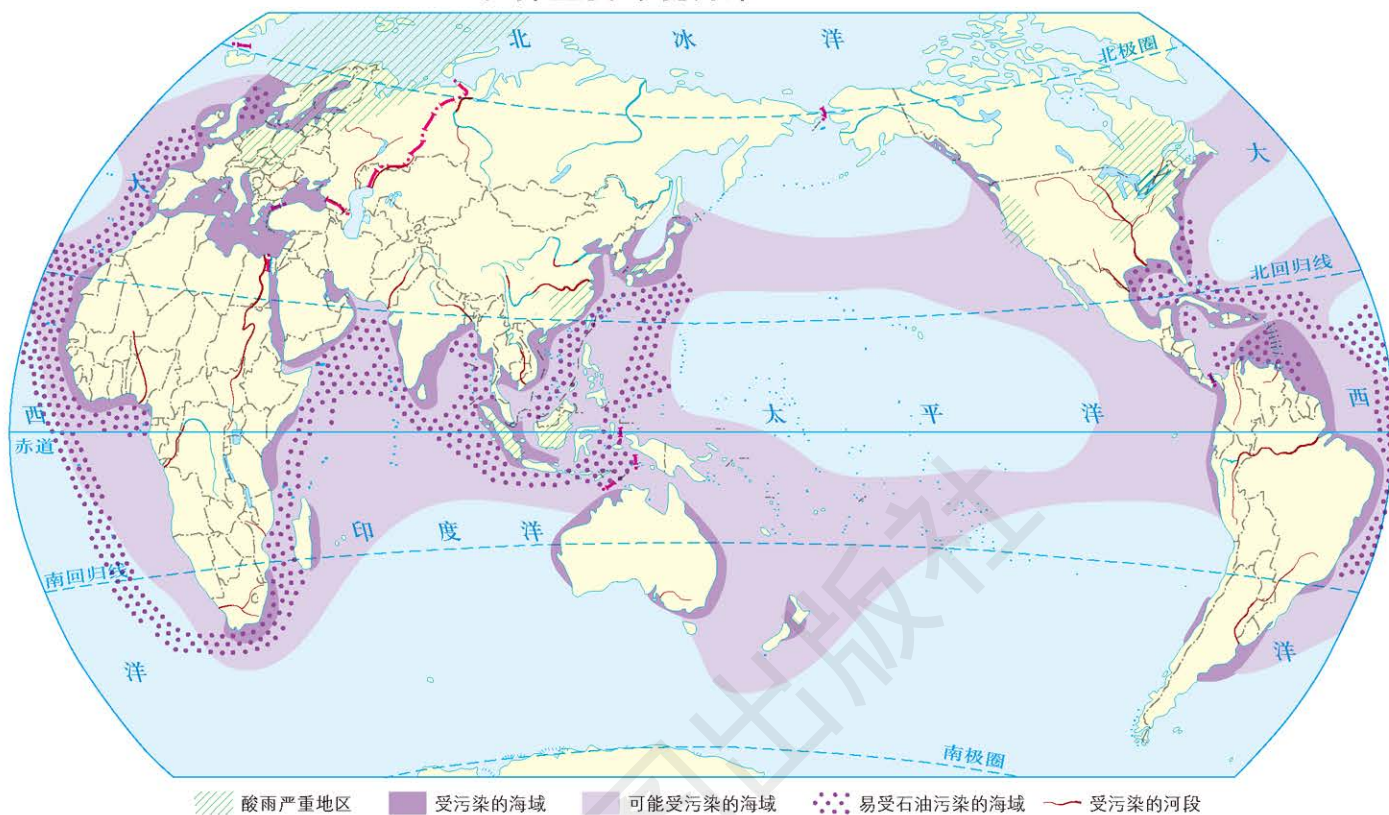 北冰洋
北极圈
大
大
北回归线
西
太平洋
西
赤道
印度洋
南回归线
洋
洋
南极圈
酸雨严重地区 受污染的海域 可能受污染的海域 易受石油污染的海域 受污染的河段
出版社